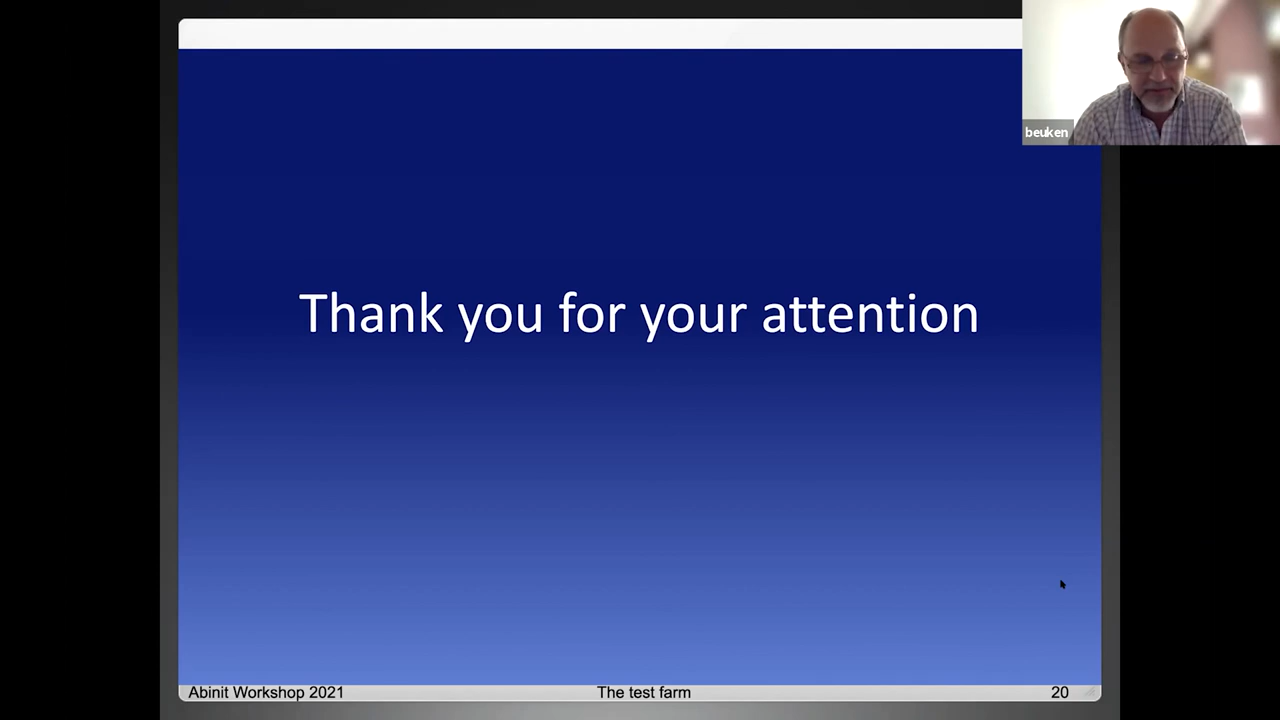 beuken
Thank you for your attention
Abinit Workshop 2021
The test farm
20